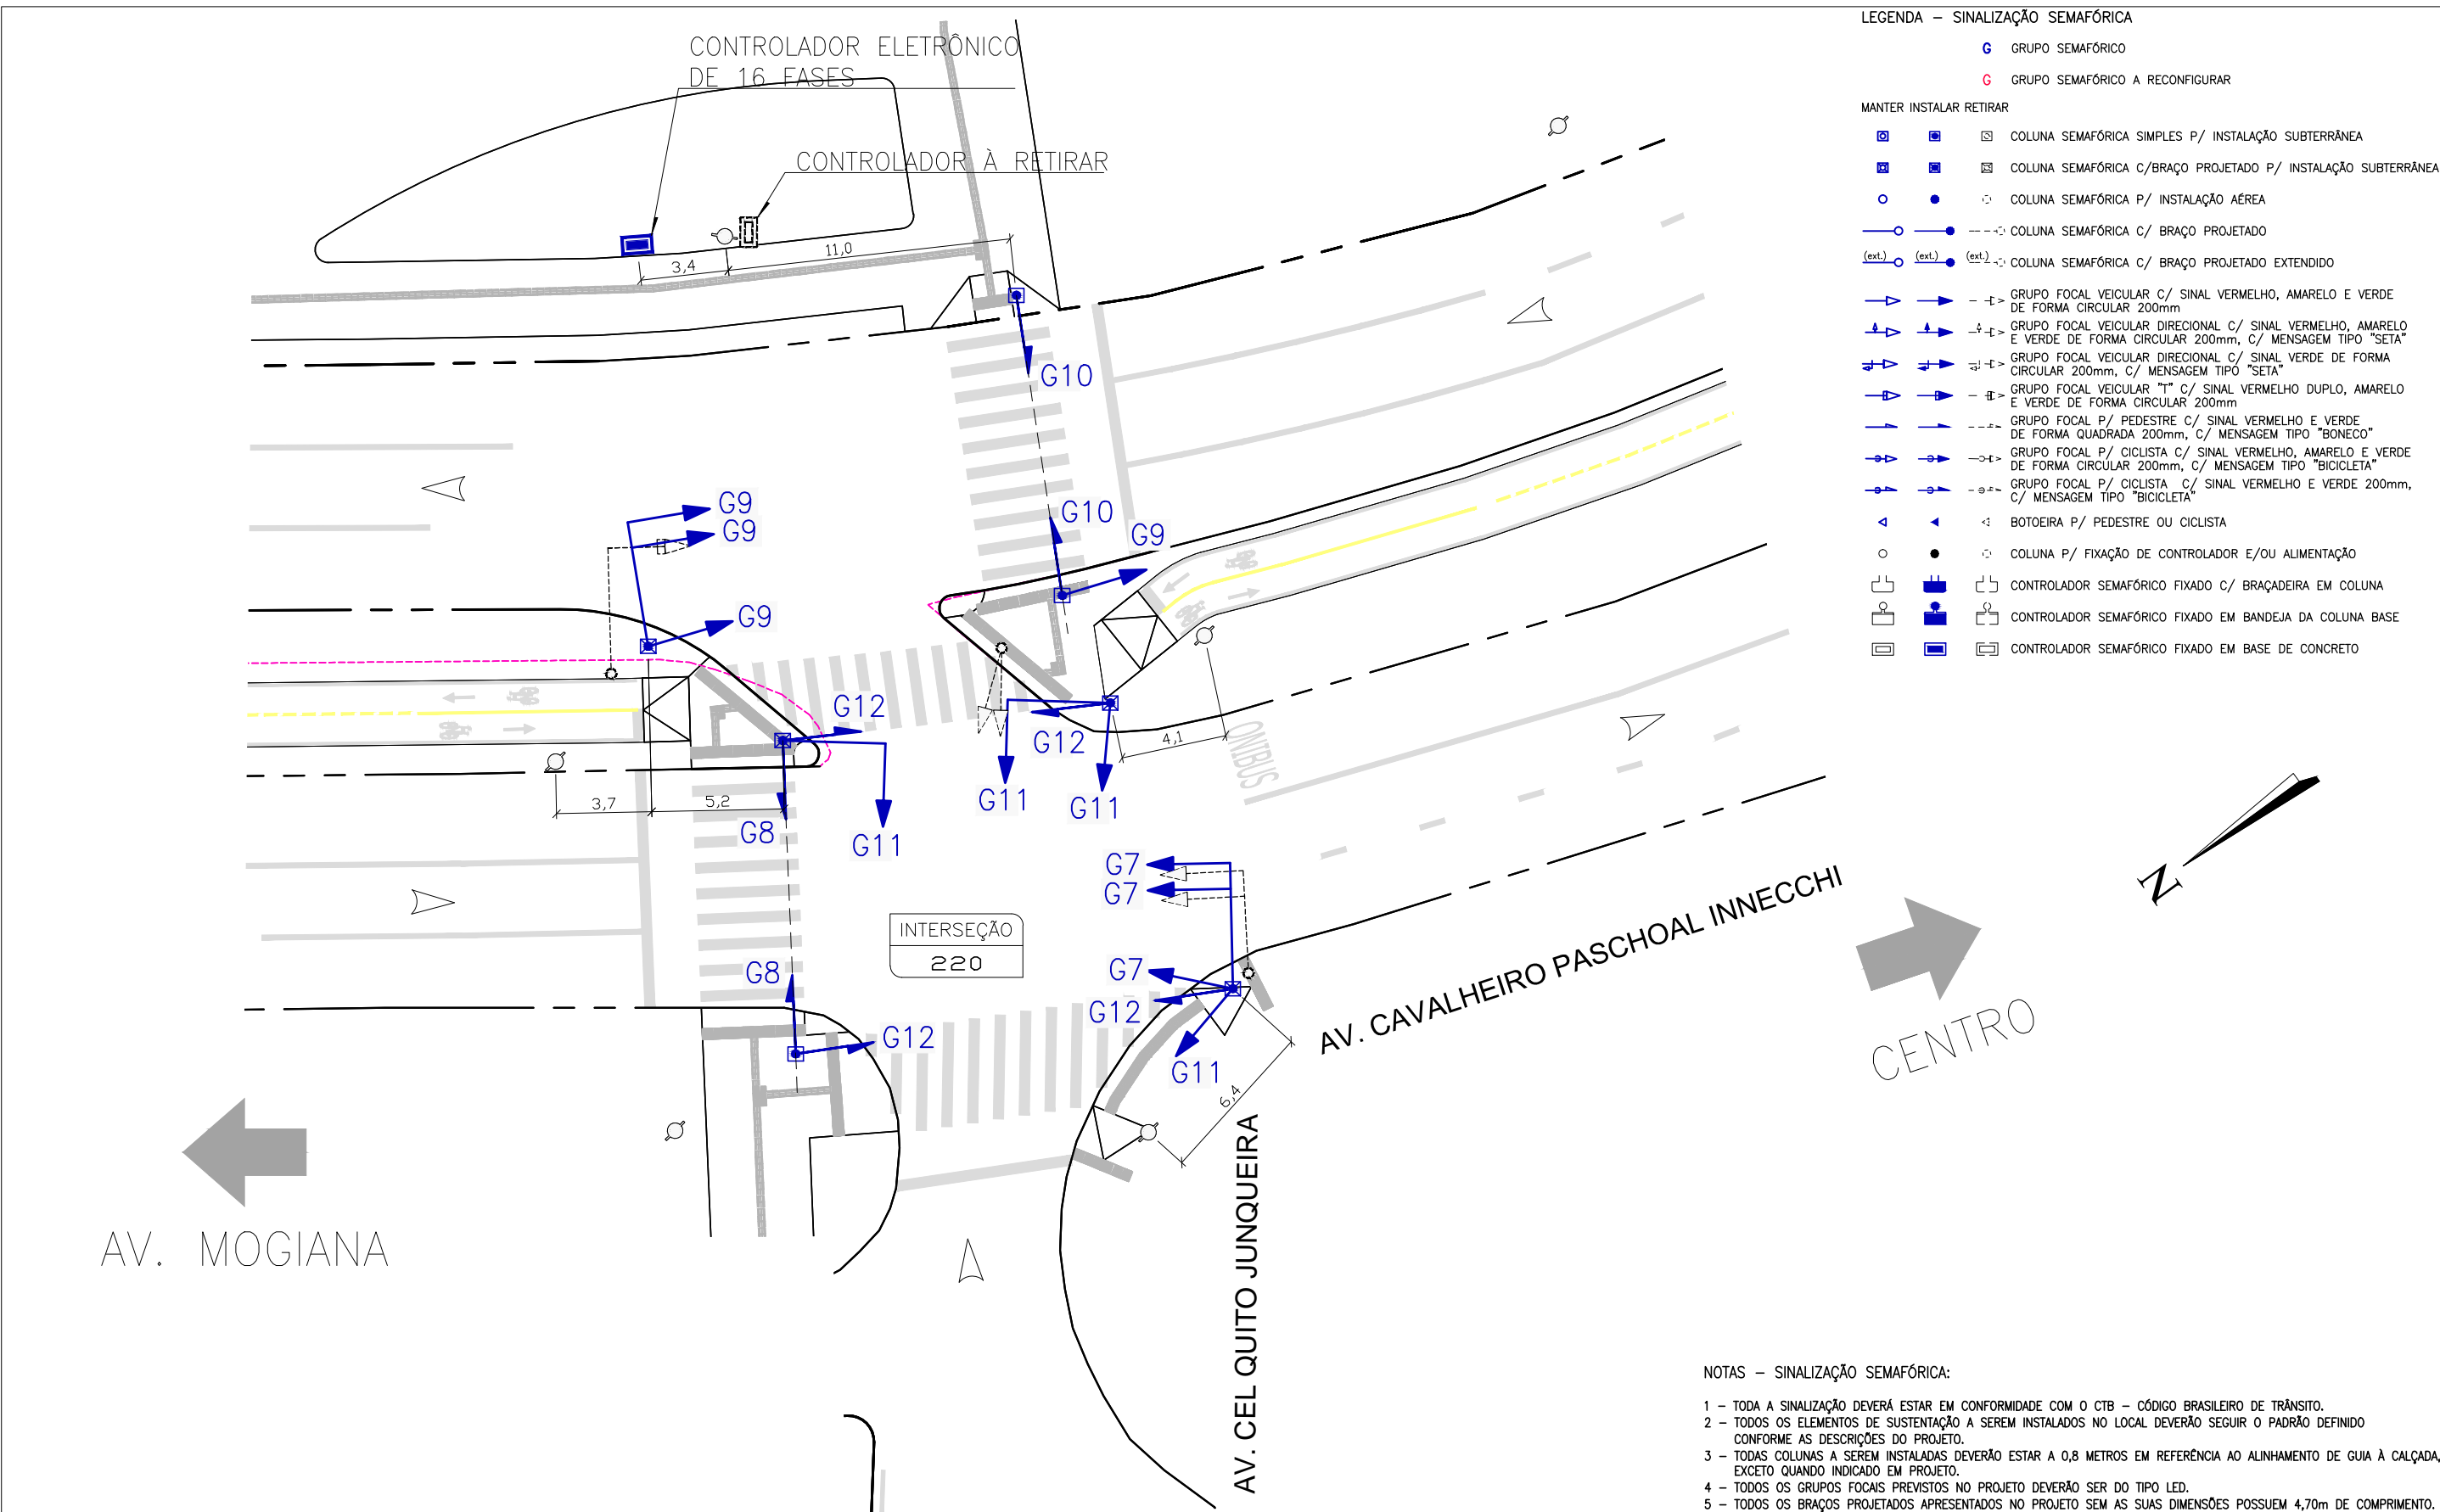 CONTROLADOR ELETRÔNICO
DE 16 FASES
CONTROLADOR À RETIRAR
11,0
3,4
G10
G10
G9
G9
G9
G9
G12
G12
4,1
ONIBUS
3,7
5,2
G8
G11
G11
G11
G7
G7
INTERSEÇÃO
220
G8
G7
G12
G12
G11
6,4
AV. CAVALHEIRO PASCHOAL INNECCHI
CENTRO
N
AV. MOGIANA
AV. CEL QUITO JUNQUEIRA
LEGENDA – SINALIZAÇÃO SEMAFÓRICA
G GRUPO SEMAFÓRICO
G GRUPO SEMAFÓRICO A RECONFIGURAR
MANTER INSTALAR RETIRAR
COLUNA SEMAFÓRICA SIMPLES P/ INSTALAÇÃO SUBTERRÂNEA
COLUNA SEMAFÓRICA C/BRAÇO PROJETADO P/ INSTALAÇÃO SUBTERRÂNEA
COLUNA SEMAFÓRICA P/ INSTALAÇÃO AÉREA
COLUNA SEMAFÓRICA C/ BRAÇO PROJETADO
(ext.) (ext.) (ext.) COLUNA SEMAFÓRICA C/ BRAÇO PROJETADO EXTENDIDO
GRUPO FOCAL VEICULAR C/ SINAL VERMELHO, AMARELO E VERDE
DE FORMA CIRCULAR 200mm
GRUPO FOCAL VEICULAR DIRECIONAL C/ SINAL VERMELHO, AMARELO
E VERDE DE FORMA CIRCULAR 200mm, C/ MENSAGEM TIPO "SETA"
GRUPO FOCAL VEICULAR DIRECIONAL C/ SINAL VERDE DE FORMA
CIRCULAR 200mm, C/ MENSAGEM TIPO "SETA"
GRUPO FOCAL VEICULAR "T" C/ SINAL VERMELHO DUPLO, AMARELO
E VERDE DE FORMA CIRCULAR 200mm
GRUPO FOCAL P/ PEDESTRE C/ SINAL VERMELHO E VERDE
DE FORMA QUADRADA 200mm, C/ MENSAGEM TIPO "BONECO"
GRUPO FOCAL P/ CICLISTA C/ SINAL VERMELHO, AMARELO E VERDE
DE FORMA CIRCULAR 200mm, C/ MENSAGEM TIPO "BICICLETA"
GRUPO FOCAL P/ CICLISTA C/ SINAL VERMELHO E VERDE 200mm,
C/ MENSAGEM TIPO "BICICLETA"
BOTOEIRA P/ PEDESTRE OU CICLISTA
COLUNA P/ FIXAÇÃO DE CONTROLADOR E/OU ALIMENTAÇÃO
CONTROLADOR SEMAFÓRICO FIXADO C/ BRAÇADEIRA EM COLUNA
CONTROLADOR SEMAFÓRICO FIXADO EM BANDEJA DA COLUNA BASE
CONTROLADOR SEMAFÓRICO FIXADO EM BASE DE CONCRETO
NOTAS – SINALIZAÇÃO SEMAFÓRICA:
1 – TODA A SINALIZAÇÃO DEVERÁ ESTAR EM CONFORMIDADE COM O CTB – CÓDIGO BRASILEIRO DE TRÂNSITO.
2 – TODOS OS ELEMENTOS DE SUSTENTAÇÃO A SEREM INSTALADOS NO LOCAL DEVERÃO SEGUIR O PADRÃO DEFINIDO
CONFORME AS DESCRIÇÕES DO PROJETO.
3 – TODAS COLUNAS A SEREM INSTALADAS DEVERÃO ESTAR A 0,8 METROS EM REFERÊNCIA AO ALINHAMENTO DE GUIA À CALÇADA,
EXCETO QUANDO INDICADO EM PROJETO.
4 – TODOS OS GRUPOS FOCAIS PREVISTOS NO PROJETO DEVERÃO SER DO TIPO LED.
5 – TODOS OS BRAÇOS PROJETADOS APRESENTADOS NO PROJETO SEM AS SUAS DIMENSÕES POSSUEM 4,70m DE COMPRIMENTO.